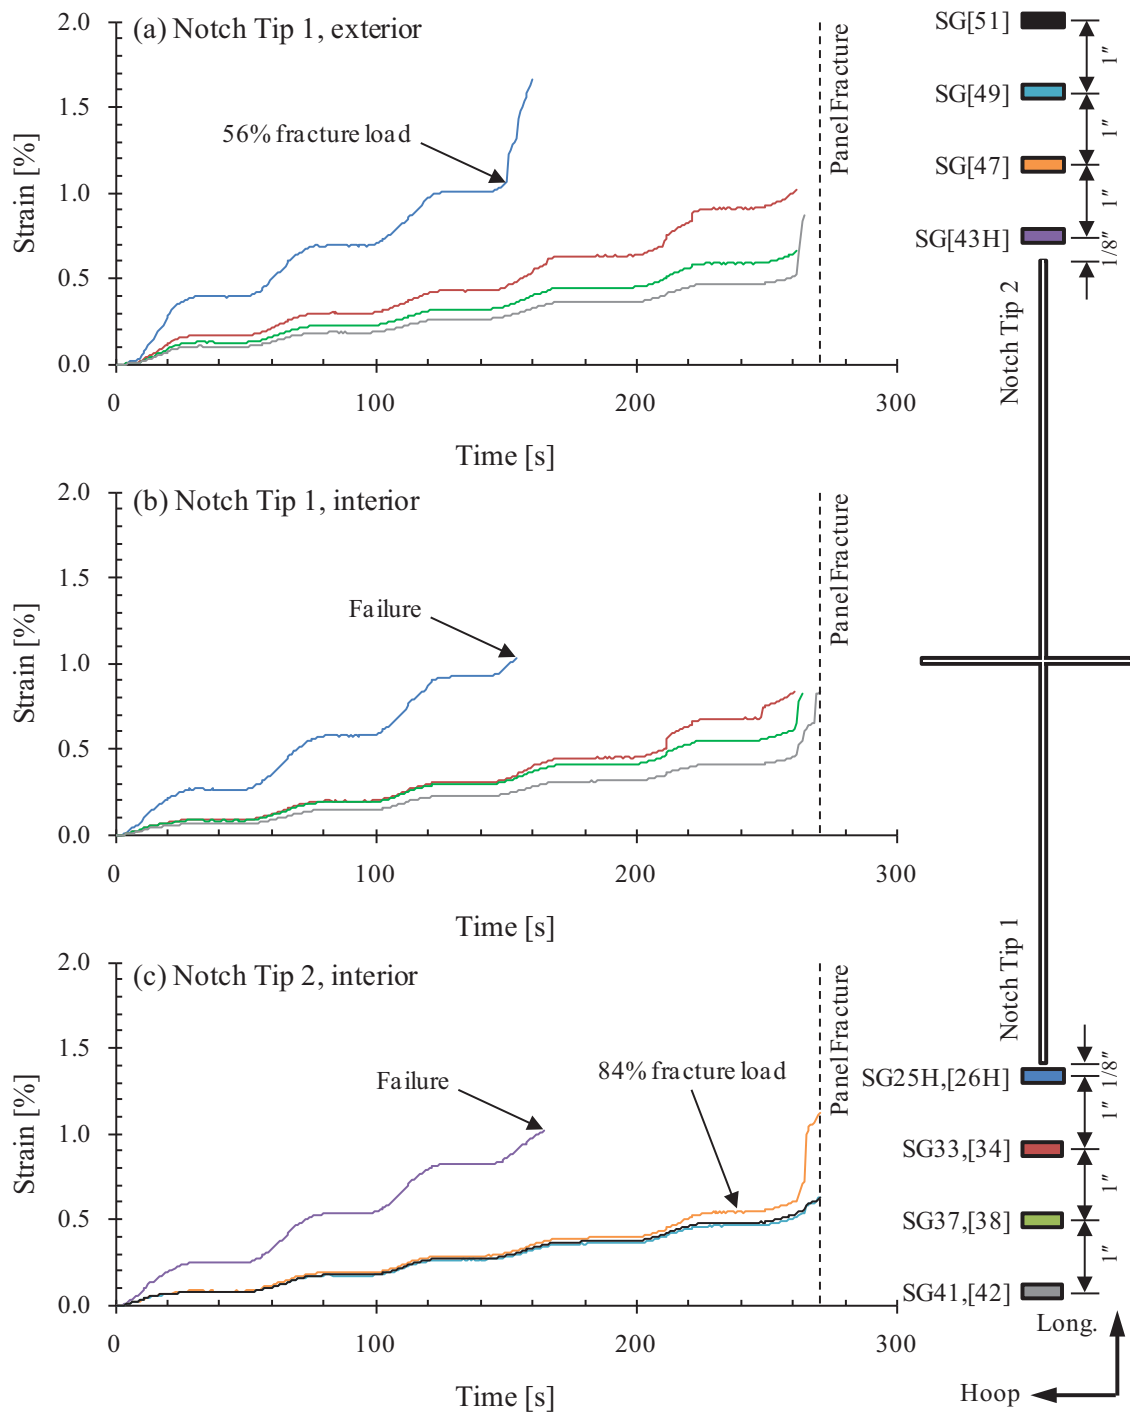 (a) Notch Tip 1, exterior
2.0
1.5
1.0
0.5
0.0
Strain [%]
56% fracture load
Panel Fracture
0
100
200
300
Time [s]
(b) Notch Tip 1, interior
2.0
1.5
1.0
0.5
0.0
Strain [%]
Failure
Panel Fracture
0
100
200
300
Time [s]
(c) Notch Tip 2, interior
2.0
1.5
1.0
0.5
0.0
Strain [%]
Failure
84% fracture load
Panel Fracture
0
100
200
300
Time [s]
SG[51]
1″
SG[49]
1″
SG[47]
1″
SG[43H]
1/8″
Notch Tip 2
Notch Tip 1
1/8″
SG25H,[26H]
1″
SG33,[34]
1″
SG37,[38]
1″
SG41,[42]
Long.
Hoop